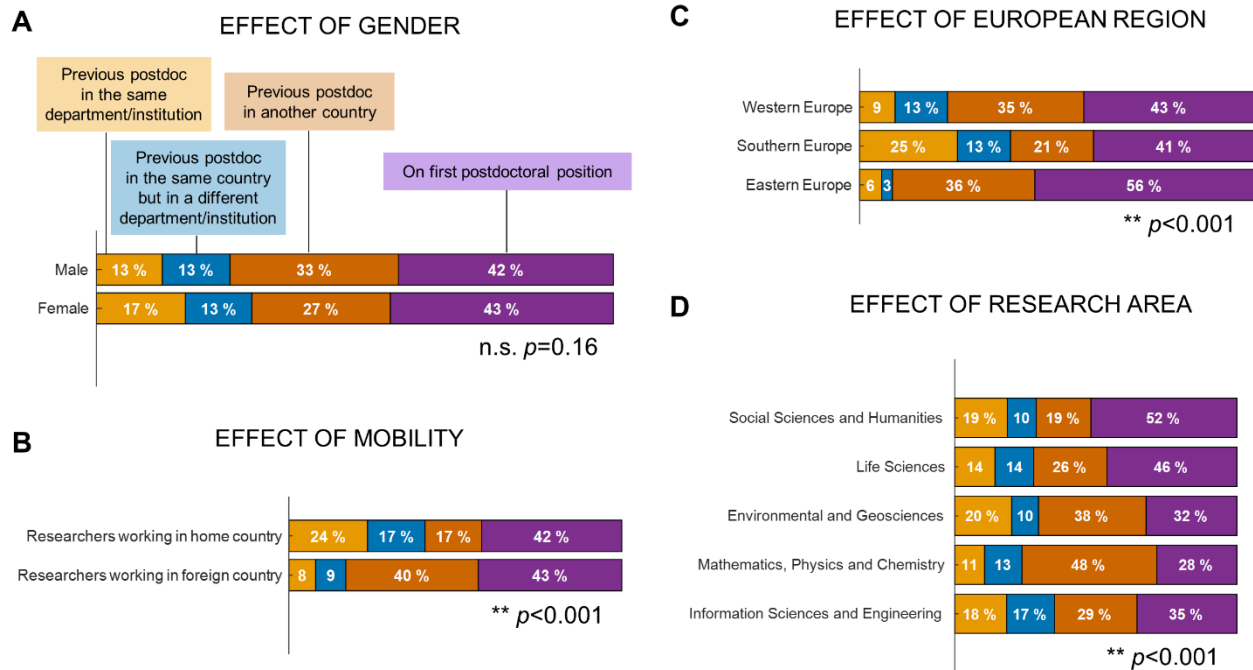 A
EFFECT OF GENDER
Previous postdoc
in the same
department/institution
Previous postdoc
in another country
Previous postdoc
in the same country
but in a different
department/institution
On first postdoctoral position
Male
13 %
13 %
33 %
42 %
Female
17 %
13 %
27 %
43 %
n.s. p=0.16
B
EFFECT OF MOBILITY
Researchers working in home country
24 %
17 %
17 %
42 %
Researchers working in foreign country
8
9
40 %
43 %
** p<0.001
C
EFFECT OF EUROPEAN REGION
Western Europe
9
13 %
35 %
43 %
Southern Europe
25 %
13 %
21 %
41 %
Eastern Europe
6
3
36 %
56 %
** p<0.001
D
EFFECT OF RESEARCH AREA
Social Sciences and Humanities
19 %
10
19 %
52 %
Life Sciences
14
14
26 %
46 %
Environmental and Geosciences
20 %
10
38 %
32 %
Mathematics, Physics and Chemistry
11
13
48 %
28 %
Information Sciences and Engineering
18 %
17 %
29 %
35 %
** p<0.001